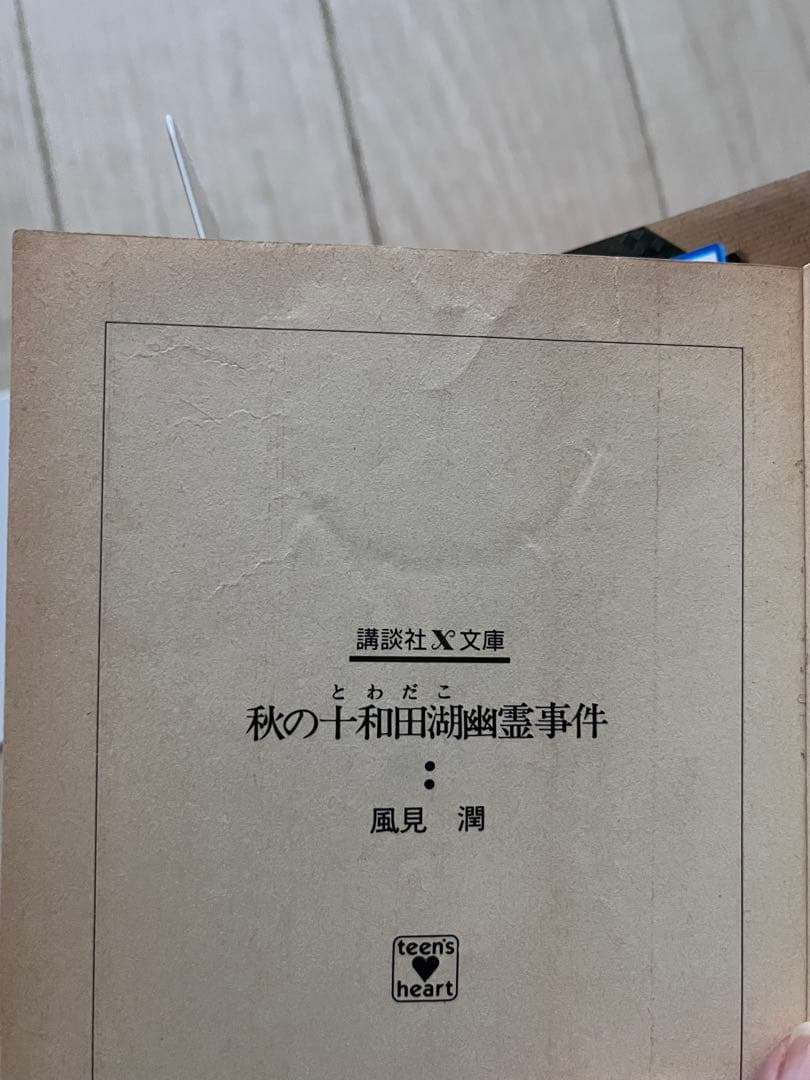 講談社X文庫
とわだこ
秋の十和田湖幽霊事件
風見 潤
teen's
heart